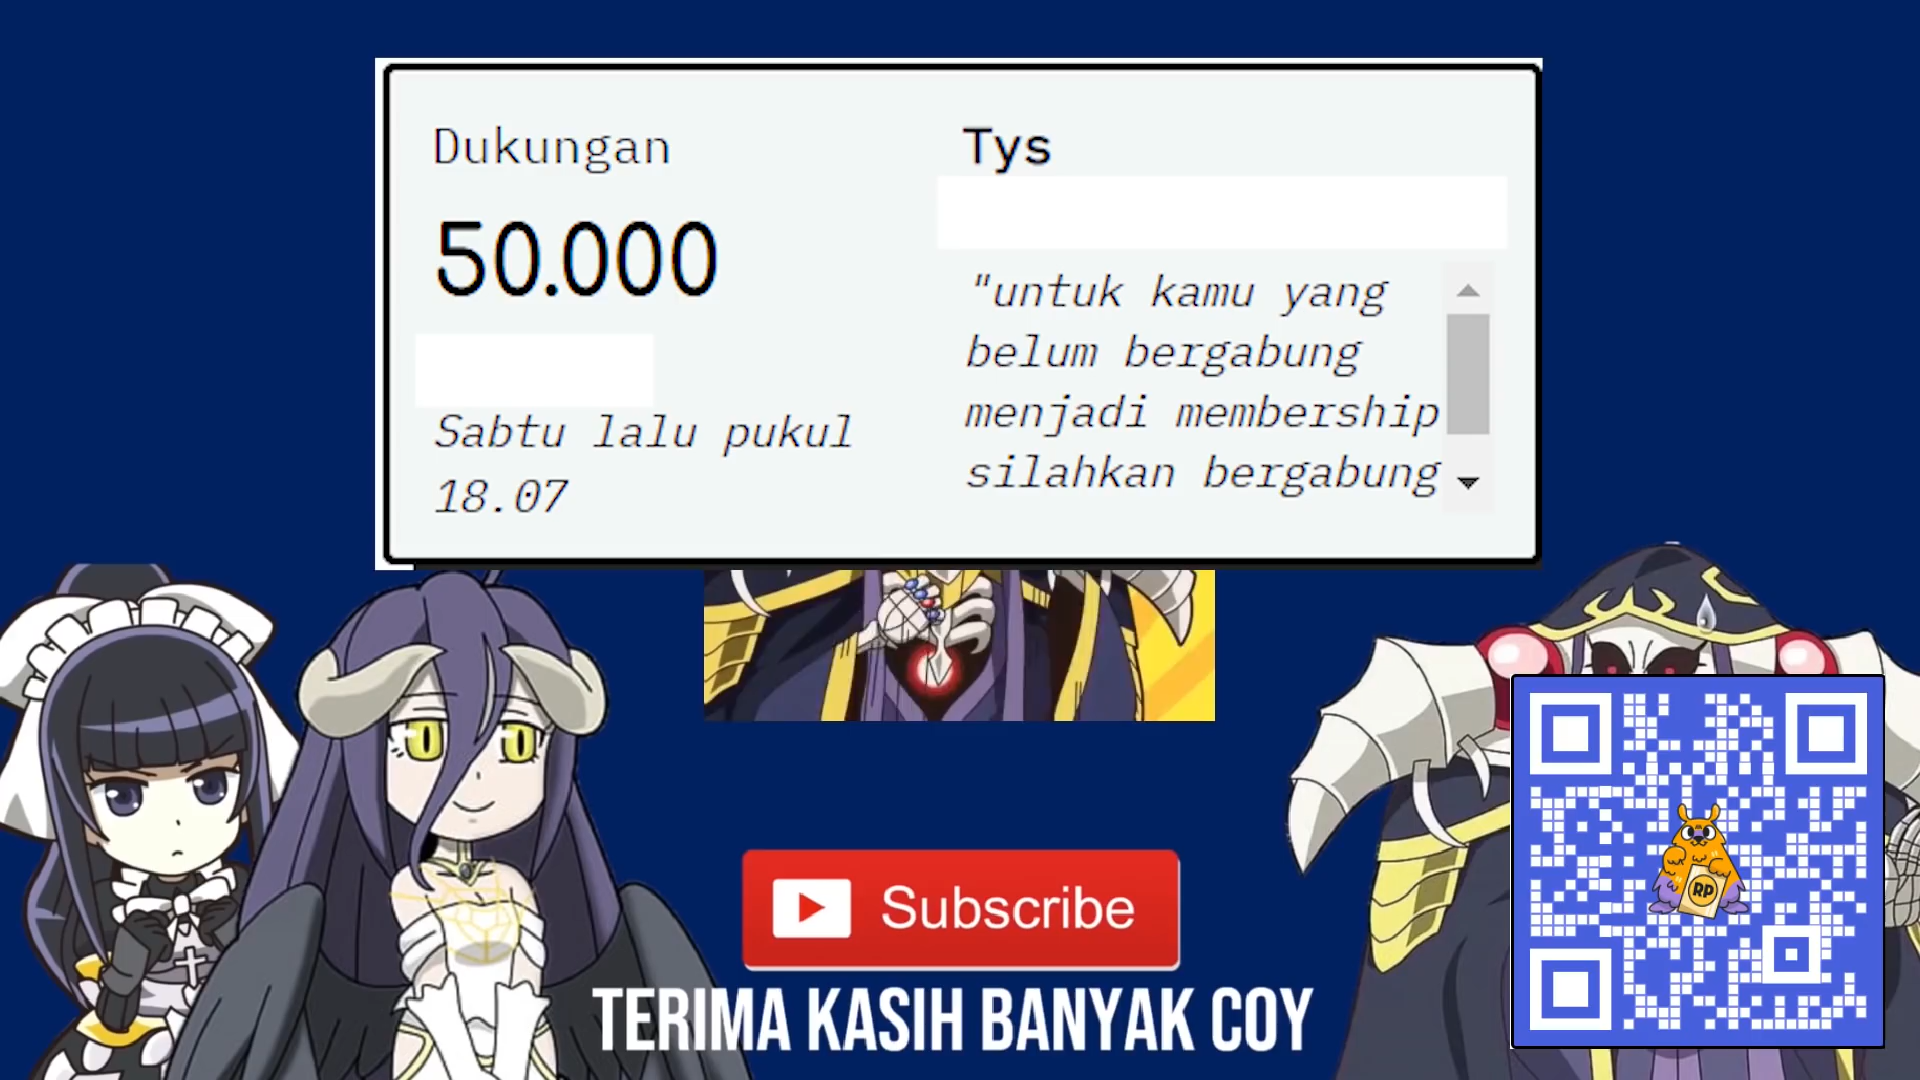 Dukungan
50.000
Sabtu lalu pukul
18.07
Tys
"untuk kamu yang
belum bergabung
menjadi membership
silahkan bergabung
Subscribe
TERIMA KASIH BANYAK COY
RP